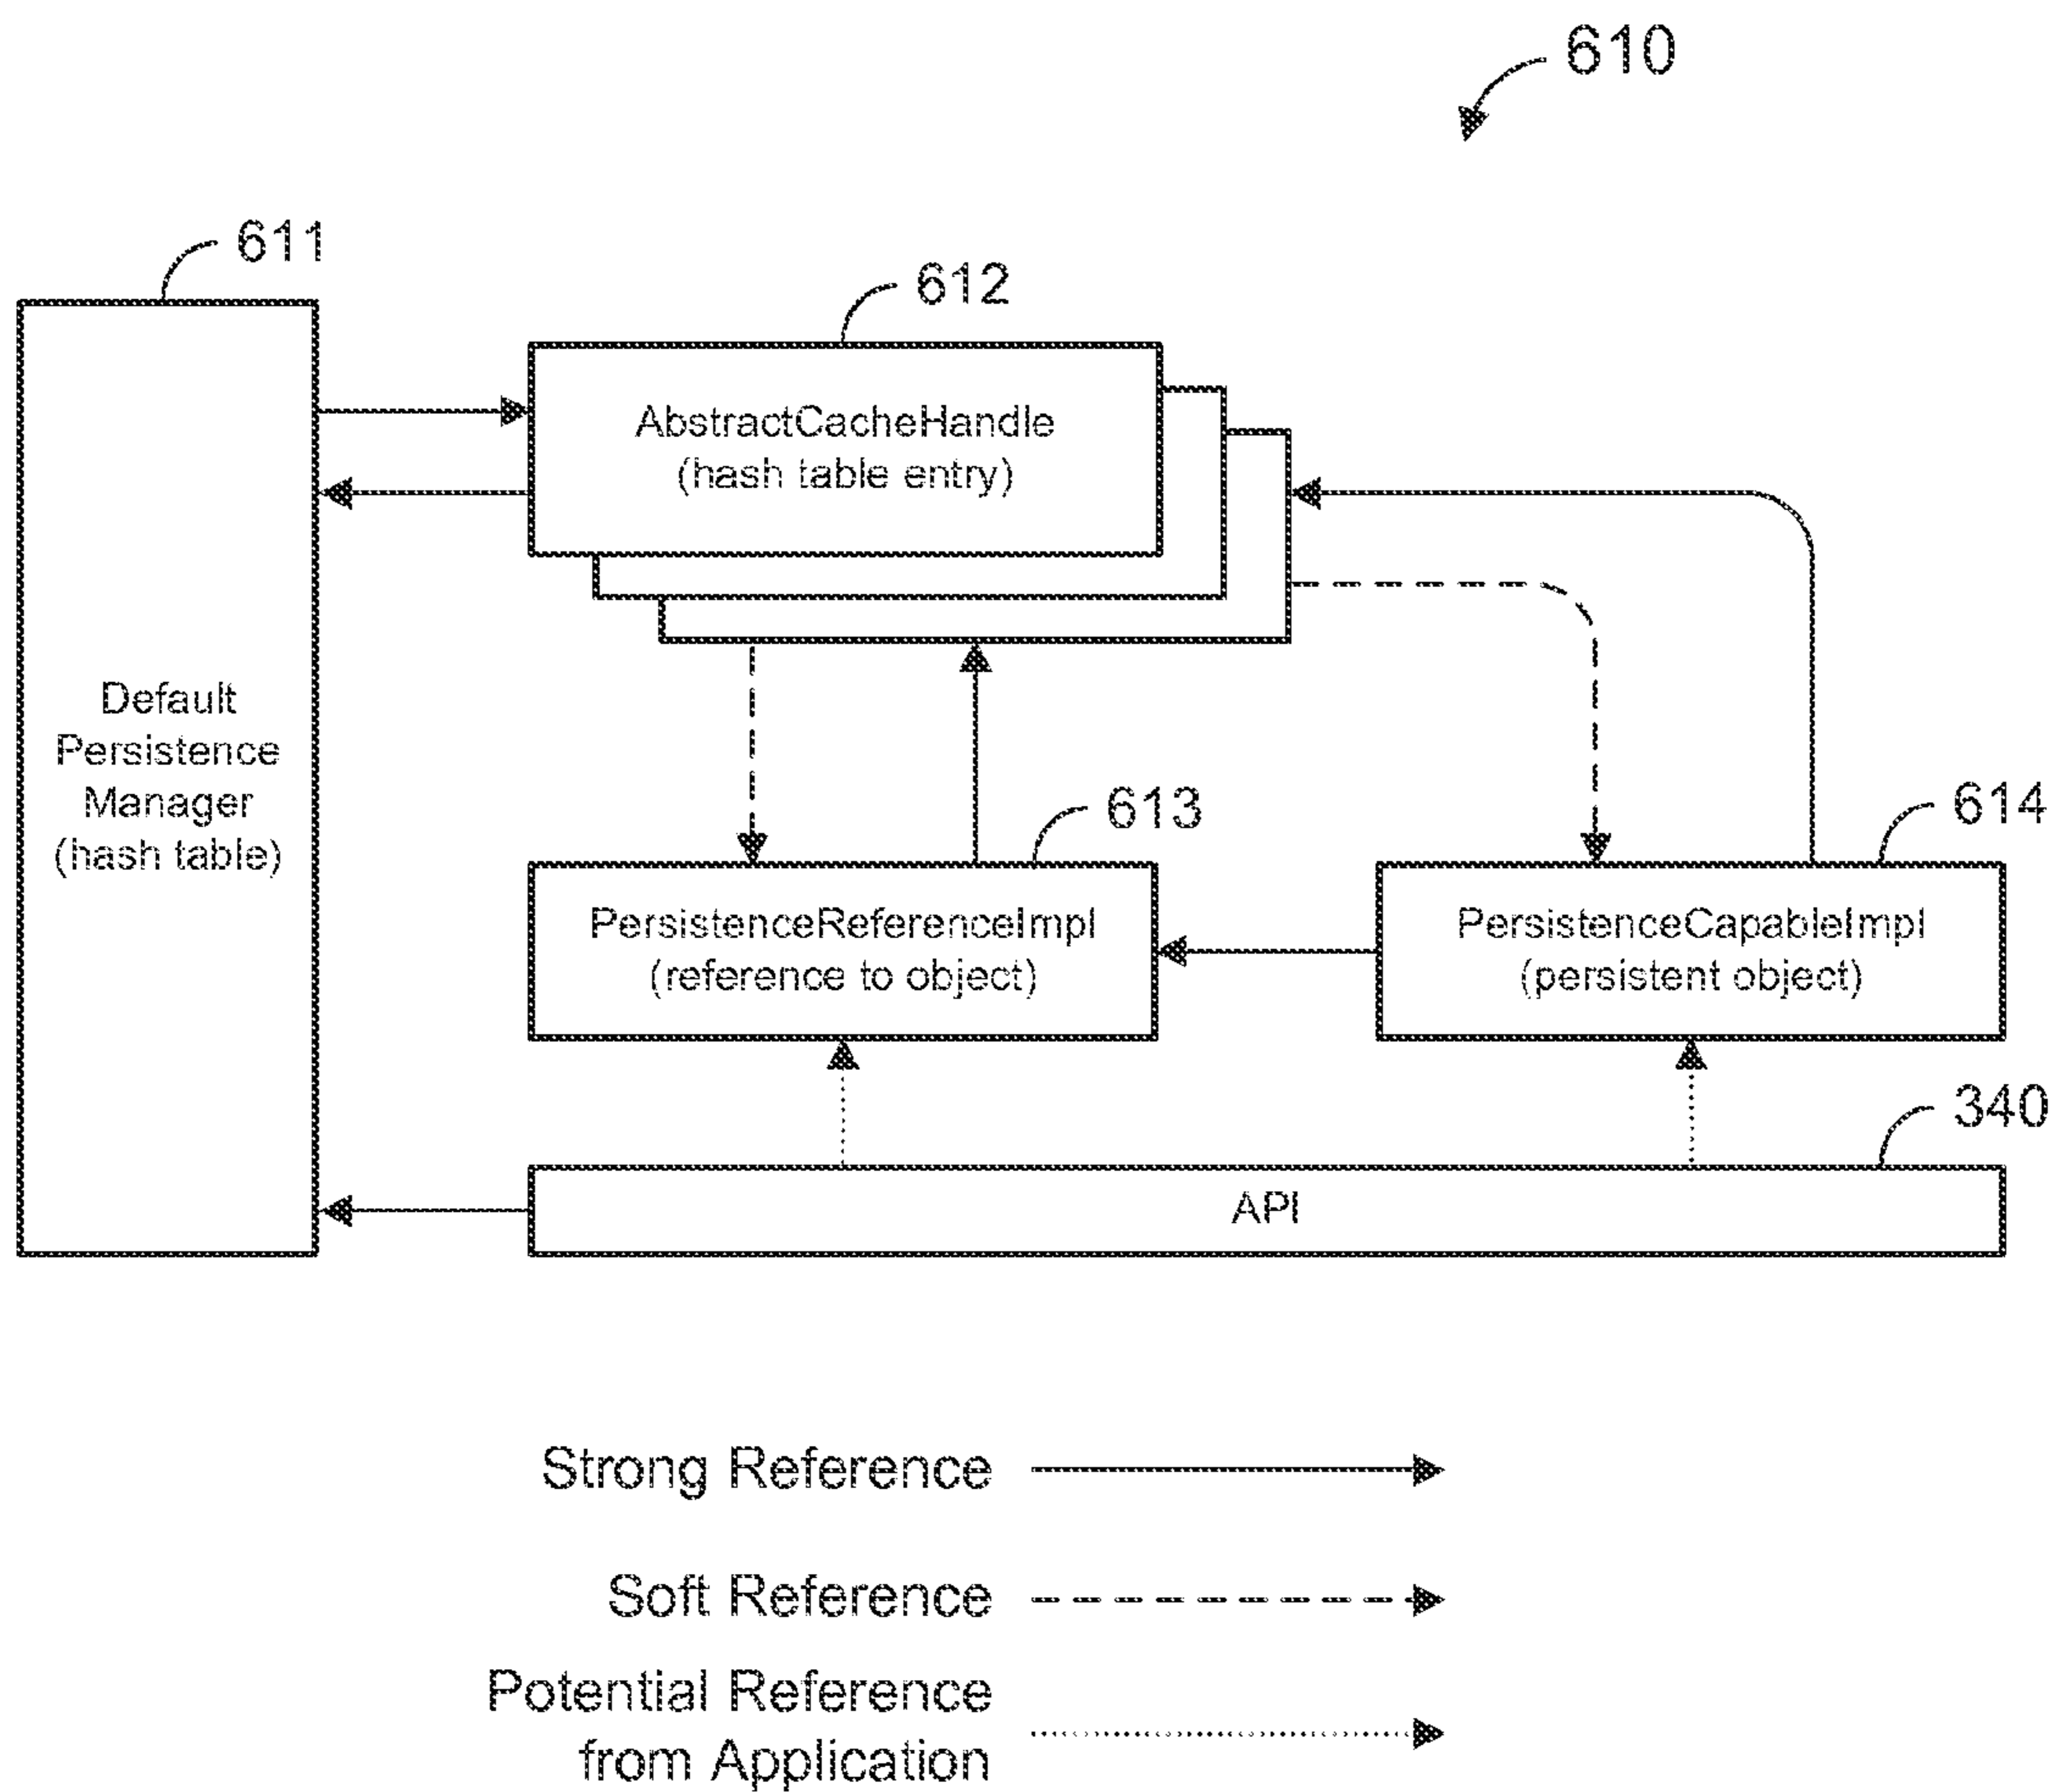 610
611
612
AbstractCacheHandle
(hash table entry)
Default
Persistence
Manager
(hash table)
613
614
PersistenceReferenceImpl
(reference to object)
PersistenceCapableImpl
(persistent object)
340
API
Strong Reference
Soft Reference
Potential Reference
from Application